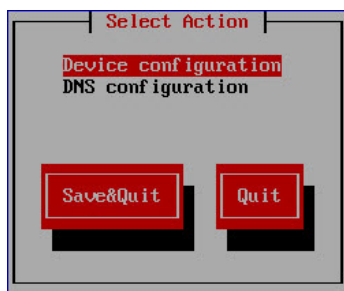 Select Action
Device configuration
DNS configuration
Save&Quit
Quit